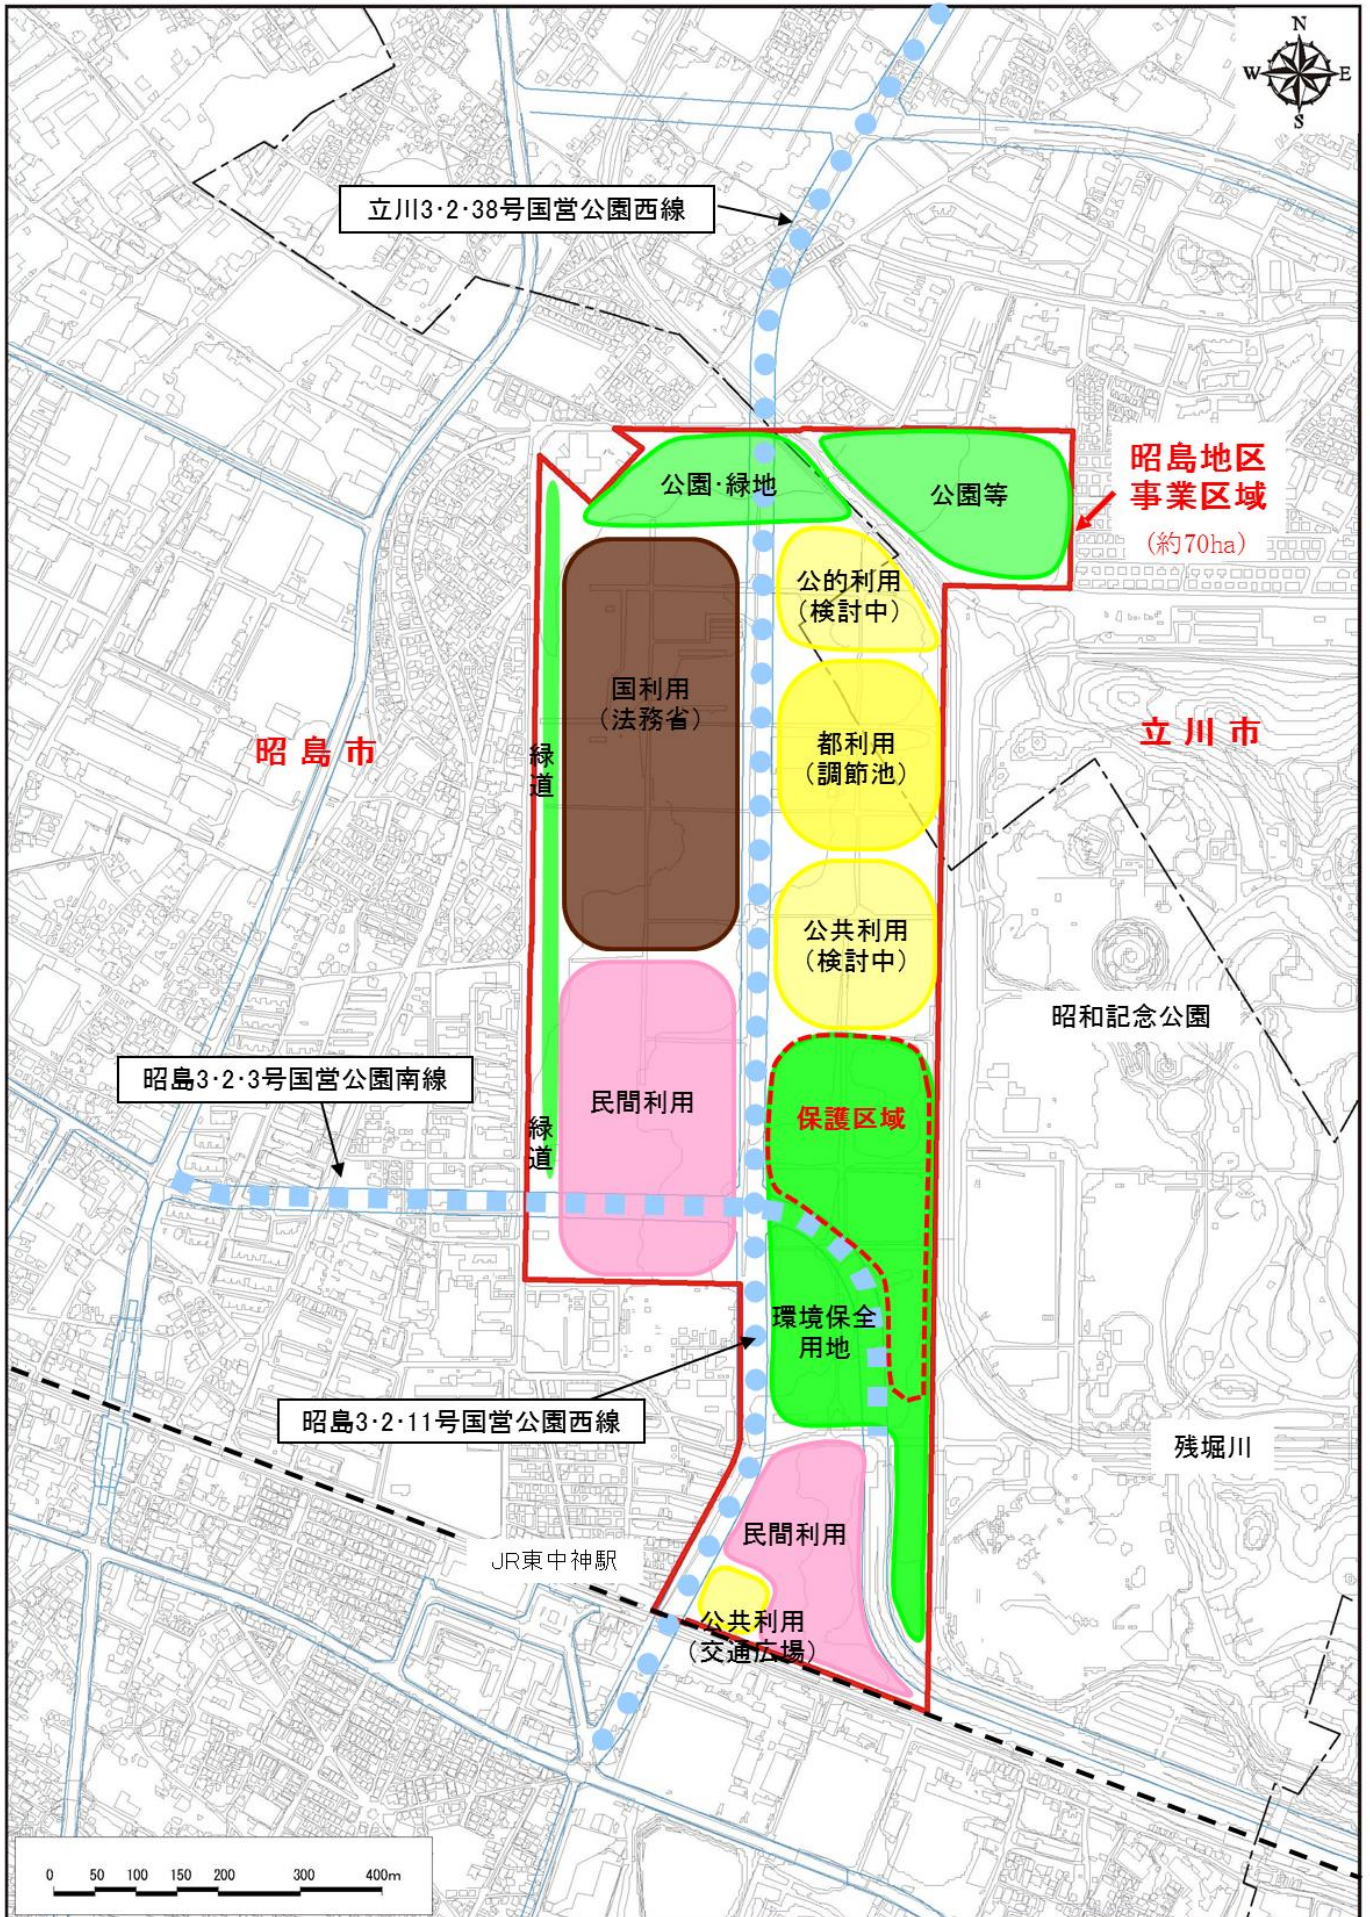 N
W E
S
立川3・2・38号国営公園西線
公園・緑地
公園等
昭島地区
事業区域
(約70ha)
公的利用
(検討中)
国利用
(法務省)
都利用
(調節池)
昭島市
立川市
緑
道
公共利用
(検討中)
昭和記念公園
昭島3・2・3号国営公園南線
民間利用
保護区域
緑
道
環境保全
用地
昭島3・2・11号国営公園西線
残堀川
民間利用
JR東中神駅
公共利用
(交通広場)
0 50 100 150 200 300 400m